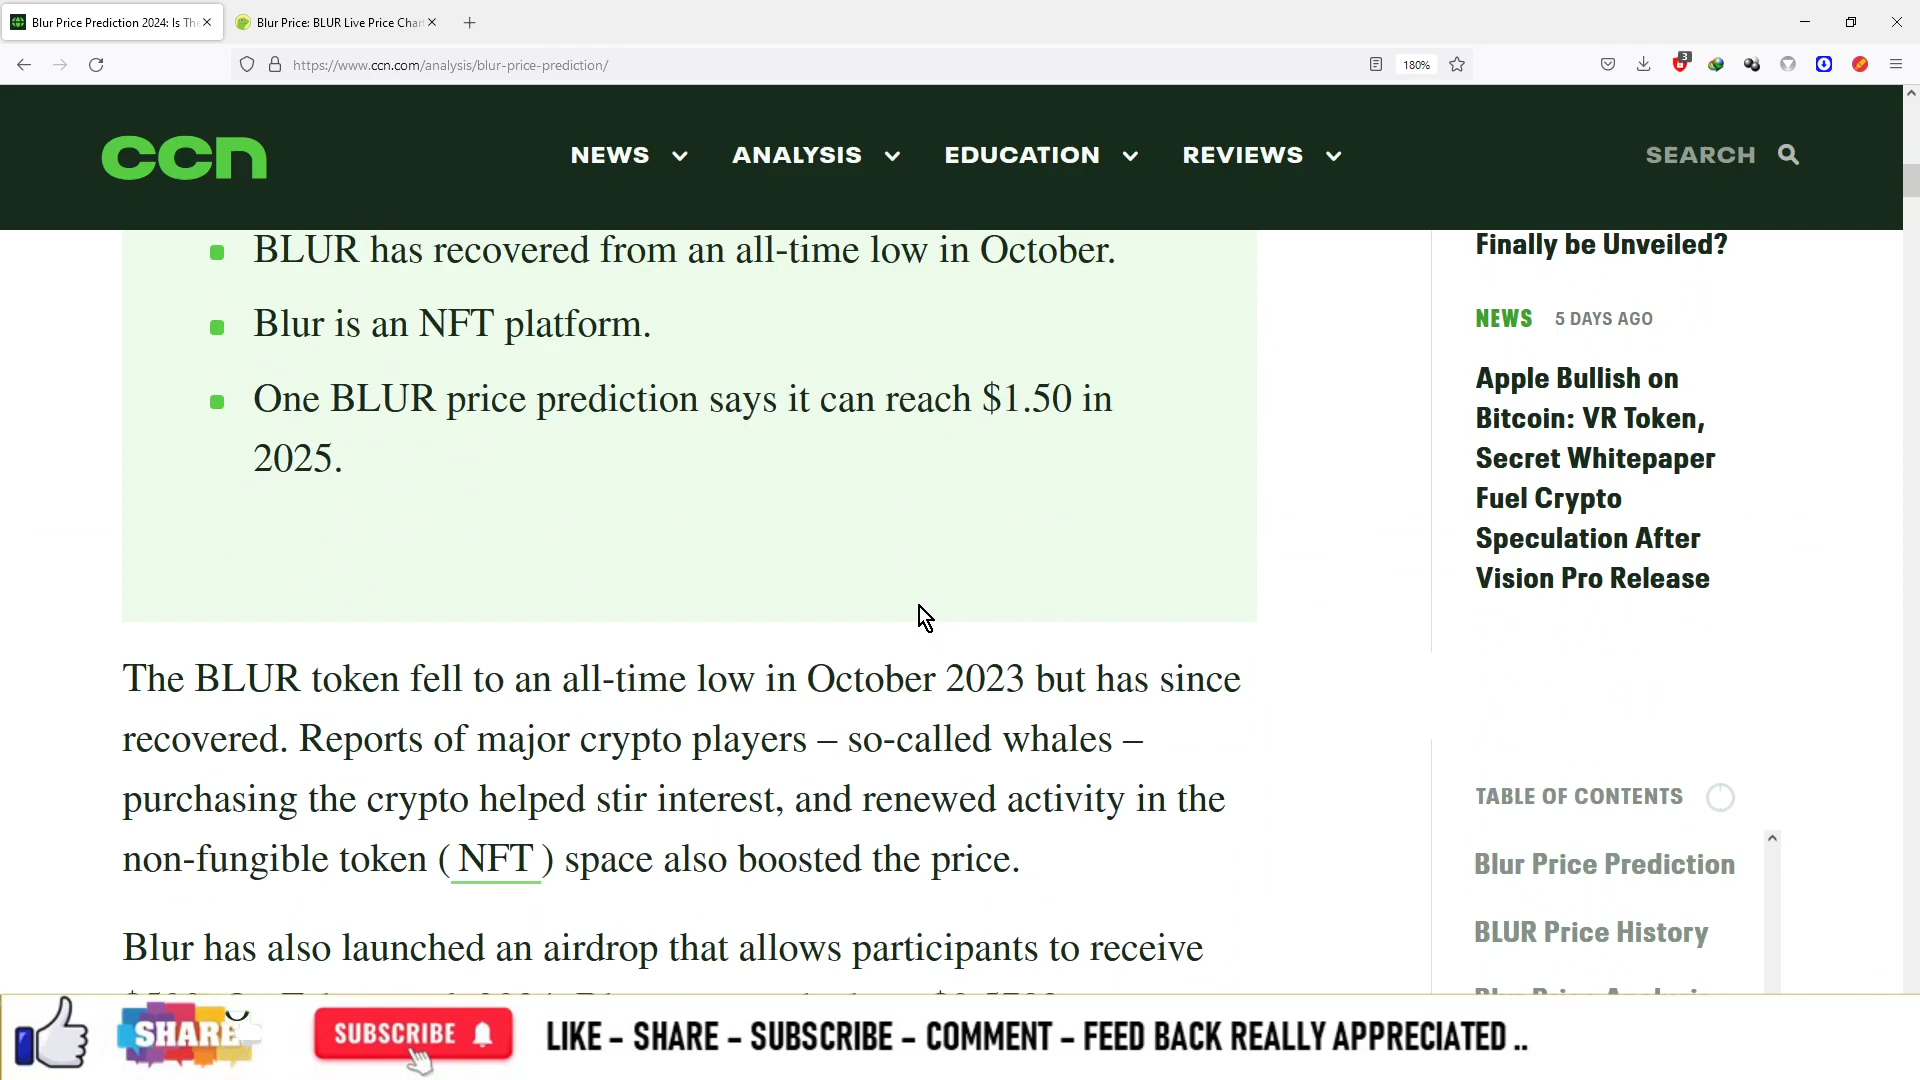 Blur Price Prediction 2024: Is Th
Blur Price: BLUR Live Price Char
https://www.ccn.com/analysis/blur-price-prediction/
180%
3
ccn
NEWS
ANALYSIS
EDUCATION
REVIEWS
SEARCH
BLUR has recovered from an all-time low in October.
Blur is an NFT platform.
One BLUR price prediction says it can reach $1.50 in
2025.
The BLUR token fell to an all-time low in October 2023 but has since
recovered. Reports of major crypto players – so-called whales –
purchasing the crypto helped stir interest, and renewed activity in the
non-fungible token ( NFT ) space also boosted the price.
Blur has also launched an airdrop that allows participants to receive
Finally be Unveiled?
NEWS 5 DAYS AGO
Apple Bullish on
Bitcoin: VR Token,
Secret Whitepaper
Fuel Crypto
Speculation After
Vision Pro Release
TABLE OF CONTENTS
Blur Price Prediction
BLUR Price History
SHARE
SUBSCRIBE
LIKE – SHARE – SUBSCRIBE – COMMENT – FEED BACK REALLY APPRECIATED ..